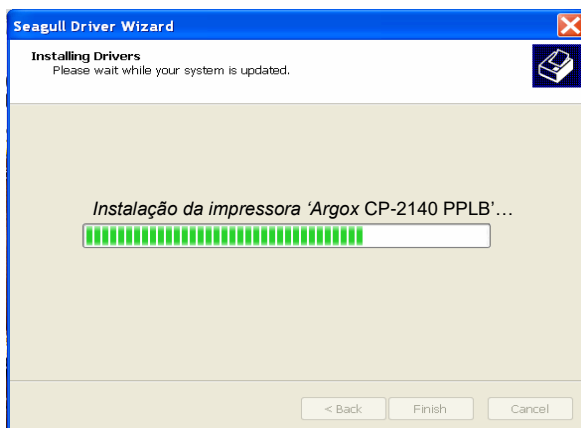 Seagull Driver Wizard
Installing Drivers
Please wait while your system is updated.
Instalação da impressora ‘Argox CP-2140 PPLB’…
< Back
Finish
Cancel